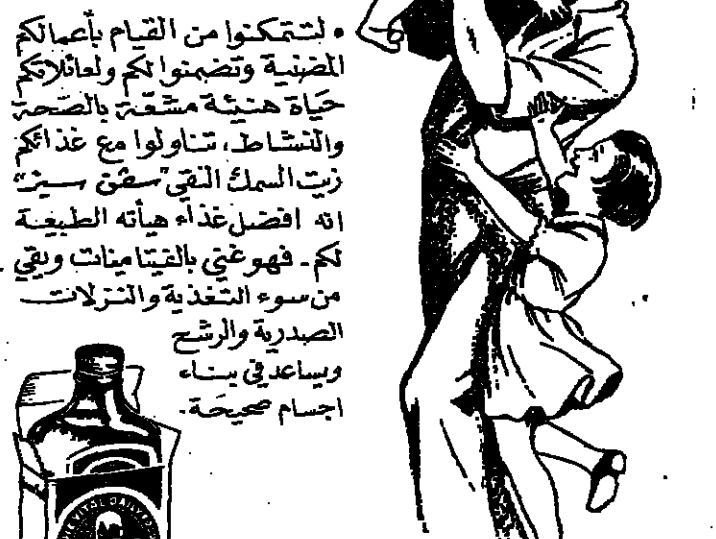 • لتتمكنوا من القيام بأعمالكم
المضنية وتضمنوا لكم ولعائلاتكم
حياة هنيئة مشعّة بالصحة
والنشاط، تناولوا مع غذائكم
زيت السمك النقي "سفن سيز"
انه افضل غذاء هيأته الطبيعة
لكم. فهو غني بالفيتامينات ويقي
من سوء التغذية والنزلات
الصدرية والرشح
ويساعد في بناء
اجسام صحيحة.